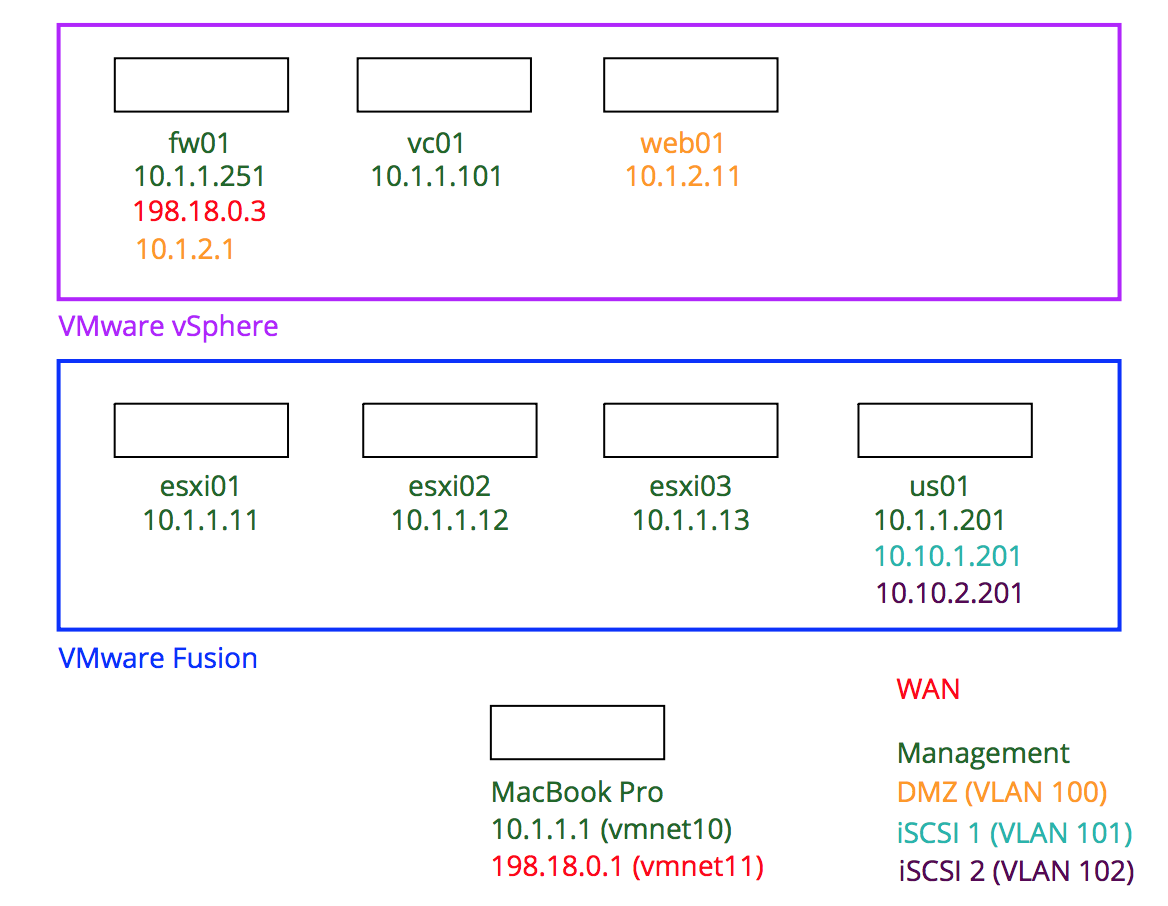 fw01
10.1.1.251
198.18.0.3
10.1.2.1
vc01
10.1.1.101
web01
10.1.2.11
VMware vSphere
esxi01
10.1.1.11
esxi02
10.1.1.12
esxi03
10.1.1.13
us01
10.1.1.201
10.10.1.201
10.10.2.201
VMware Fusion
MacBook Pro
10.1.1.1 (vmnet10)
198.18.0.1 (vmnet11)
WAN
Management
DMZ (VLAN 100)
iSCSI 1 (VLAN 101)
iSCSI 2 (VLAN 102)